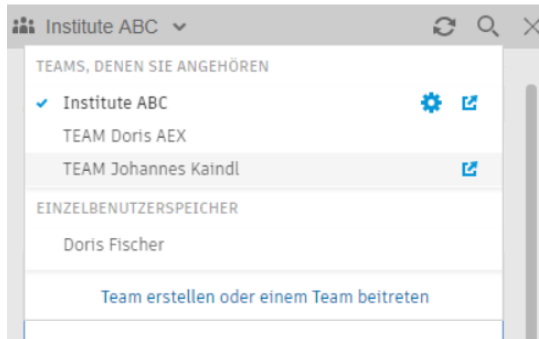 Institute ABC
TEAMS, DENEN SIE ANGEHÖREN
Institute ABC
TEAM Doris AEX
TEAM Johannes Kaindl
EINZELBENUTZERSPEICHER
Doris Fischer
Team erstellen oder einem Team beitreten